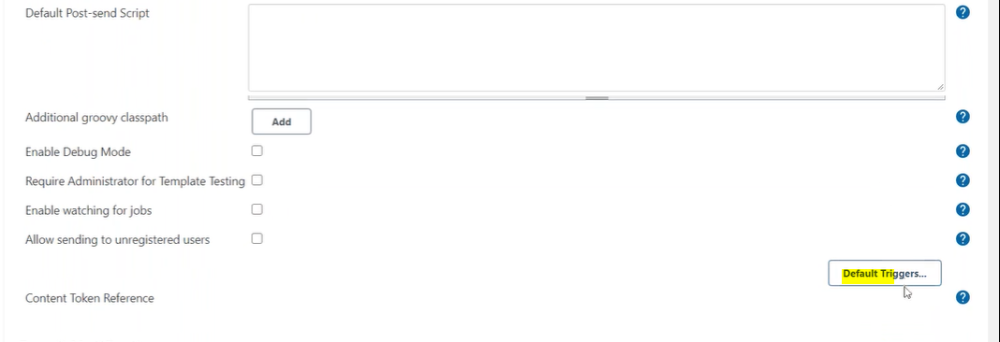 Default Post-send Script
?
Additional groovy classpath
Add
?
Enable Debug Mode
?
Require Administrator for Template Testing
?
Enable watching for jobs
?
Allow sending to unregistered users
?
Default Triggers...
Content Token Reference
?